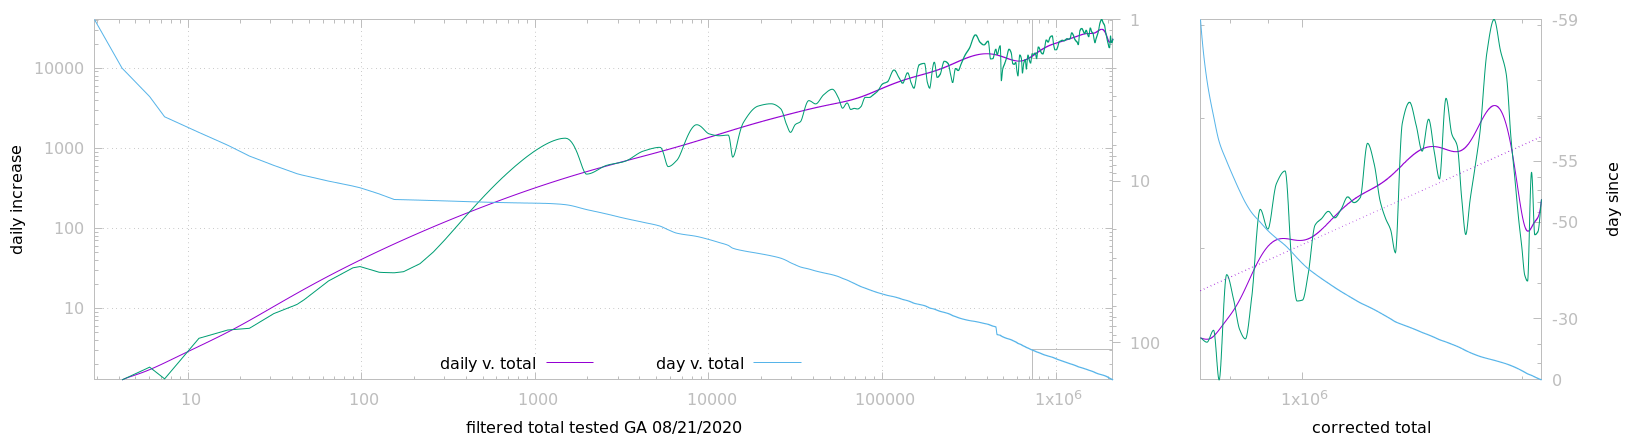 daily increase
10000
1000
100
10
10
100
1000
10000
100000
1x10^6
1
10
100
daily v. total
day v. total
filtered total tested GA 08/21/2020
1x10^6
corrected total
-59
-55
-50
-30
0
day since